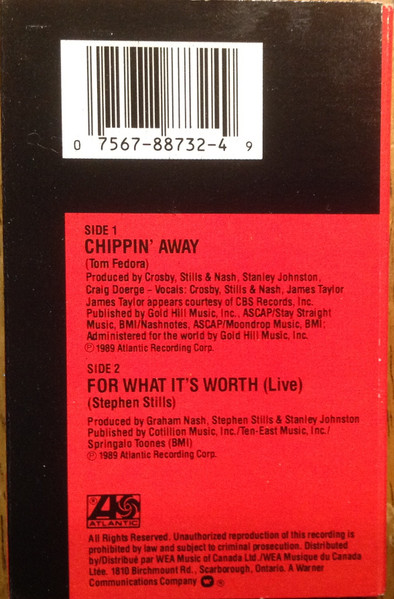 0 7567-88732-4 9
SIDE 1
CHIPPIN' AWAY
(Tom Fedora)
Produced by Crosby, Stills & Nash, Stanley Johnston,
Craig Doerge – Vocals: Crosby, Stills & Nash, James Taylor
James Taylor appears courtesy of CBS Records, Inc.
Published by Gold Hill Music, Inc., ASCAP/Stay Straight
Music, BMI/Nashnotes, ASCAP/Moondrop Music, BMI;
Administered for the world by Gold Hill Music, Inc.
℗ 1989 Atlantic Recording Corp.
SIDE 2
FOR WHAT IT'S WORTH (Live)
(Stephen Stills)
Produced by Graham Nash, Stephen Stills & Stanley Johnston
Published by Cotillion Music, Inc./Ten-East Music, Inc./
Springalo Toones (BMI)
℗ 1989 Atlantic Recording Corp.
ATLANTIC
All Rights Reserved. Unauthorized reproduction of this recording is
prohibited by law and subject to criminal prosecution. Distributed
by/Distribué par WEA Music of Canada Ltd./WEA Musique du Canada
Ltée. 1810 Birchmount Rd., Scarborough, Ontario. A Warner
Communications Company